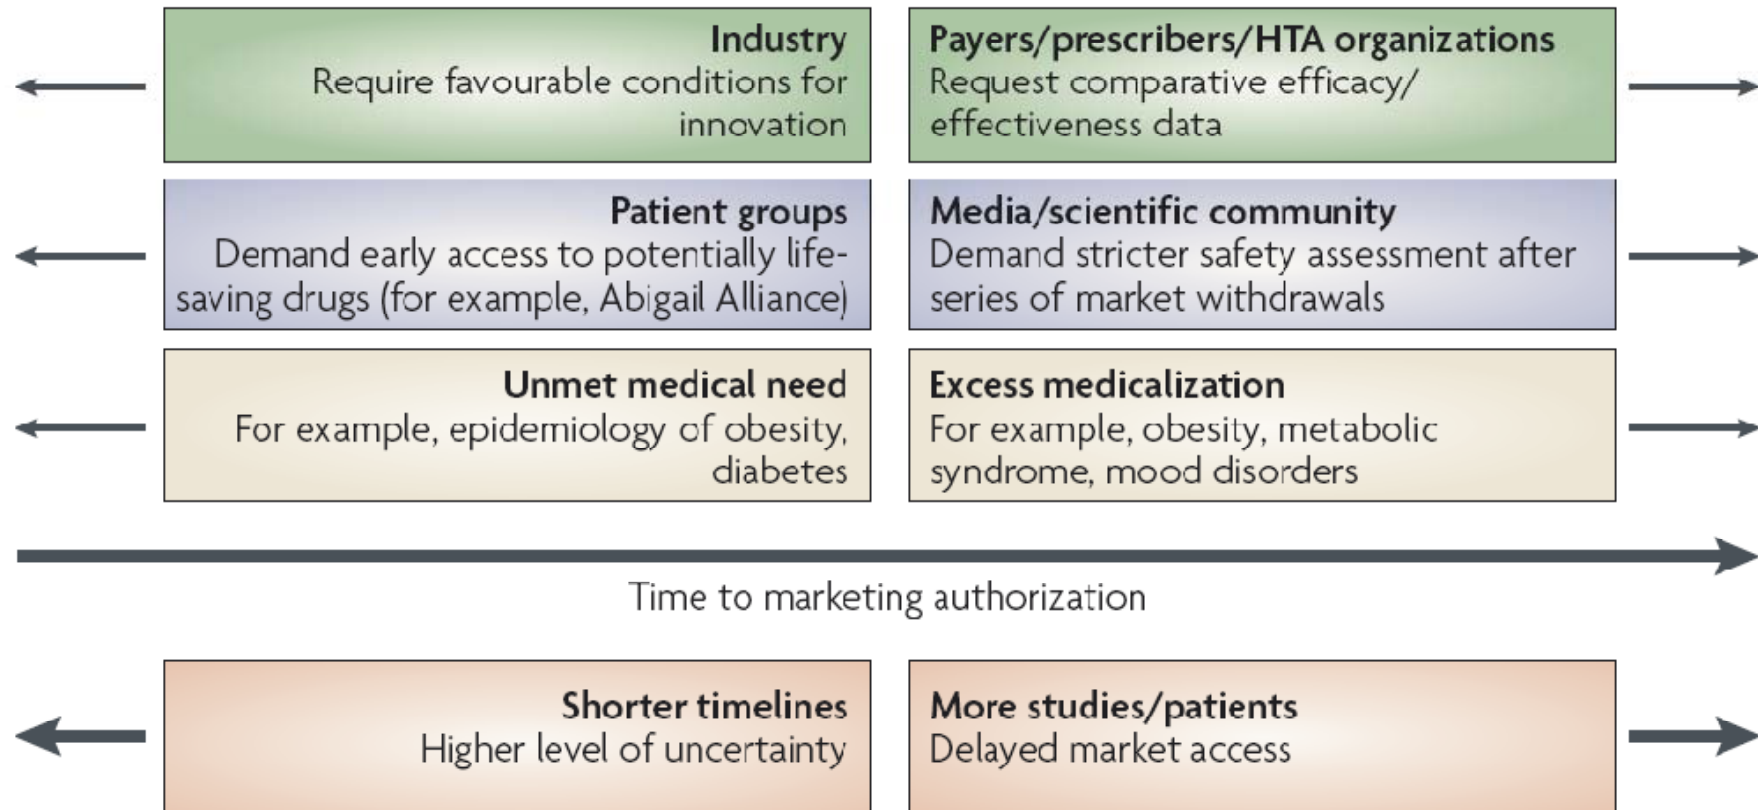 Industry
Require favourable conditions for
innovation
Payers/prescribers/HTA organizations
Request comparative efficacy/
effectiveness data
Patient groups
Demand early access to potentially life-
saving drugs (for example, Abigail Alliance)
Media/scientific community
Demand stricter safety assessment after
series of market withdrawals
Unmet medical need
For example, epidemiology of obesity,
diabetes
Excess medicalization
For example, obesity, metabolic
syndrome, mood disorders
Time to marketing authorization
Shorter timelines
Higher level of uncertainty
More studies/patients
Delayed market access